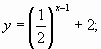 y = (1/2)^{x-1} + 2;